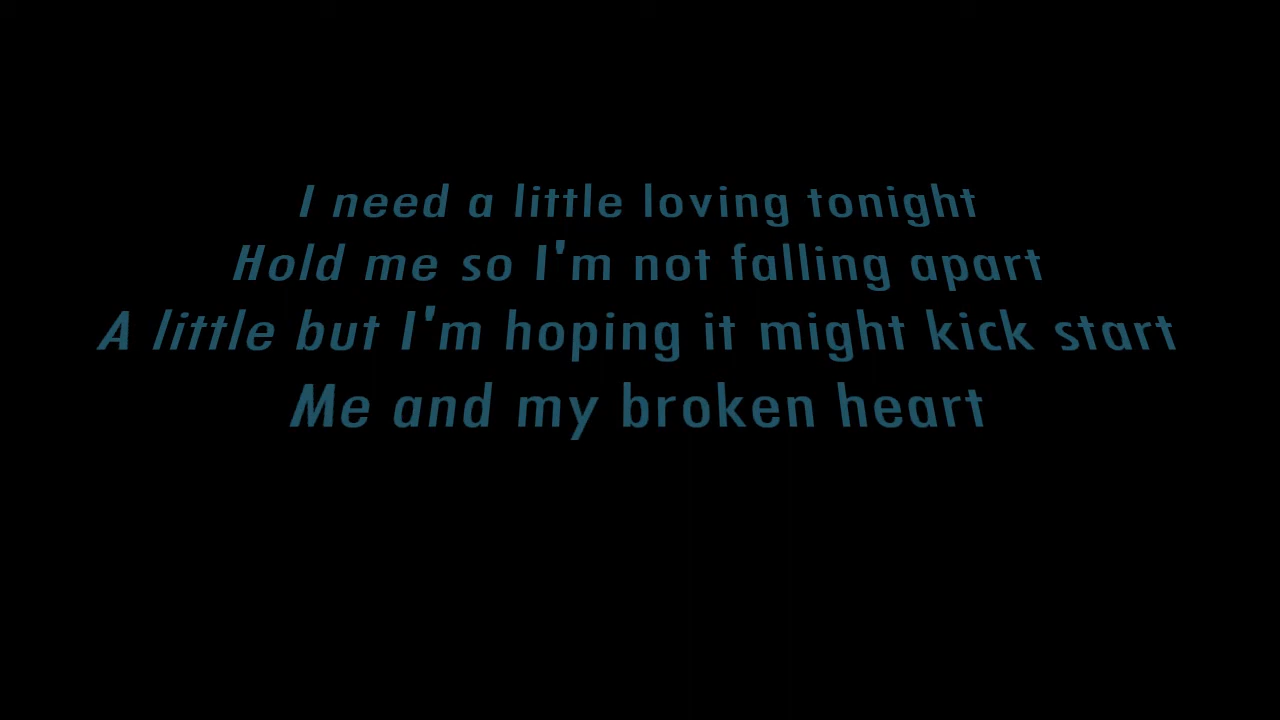 I need a little loving tonight
Hold me so I'm not falling apart
A little but I'm hoping it might kick start
Me and my broken heart